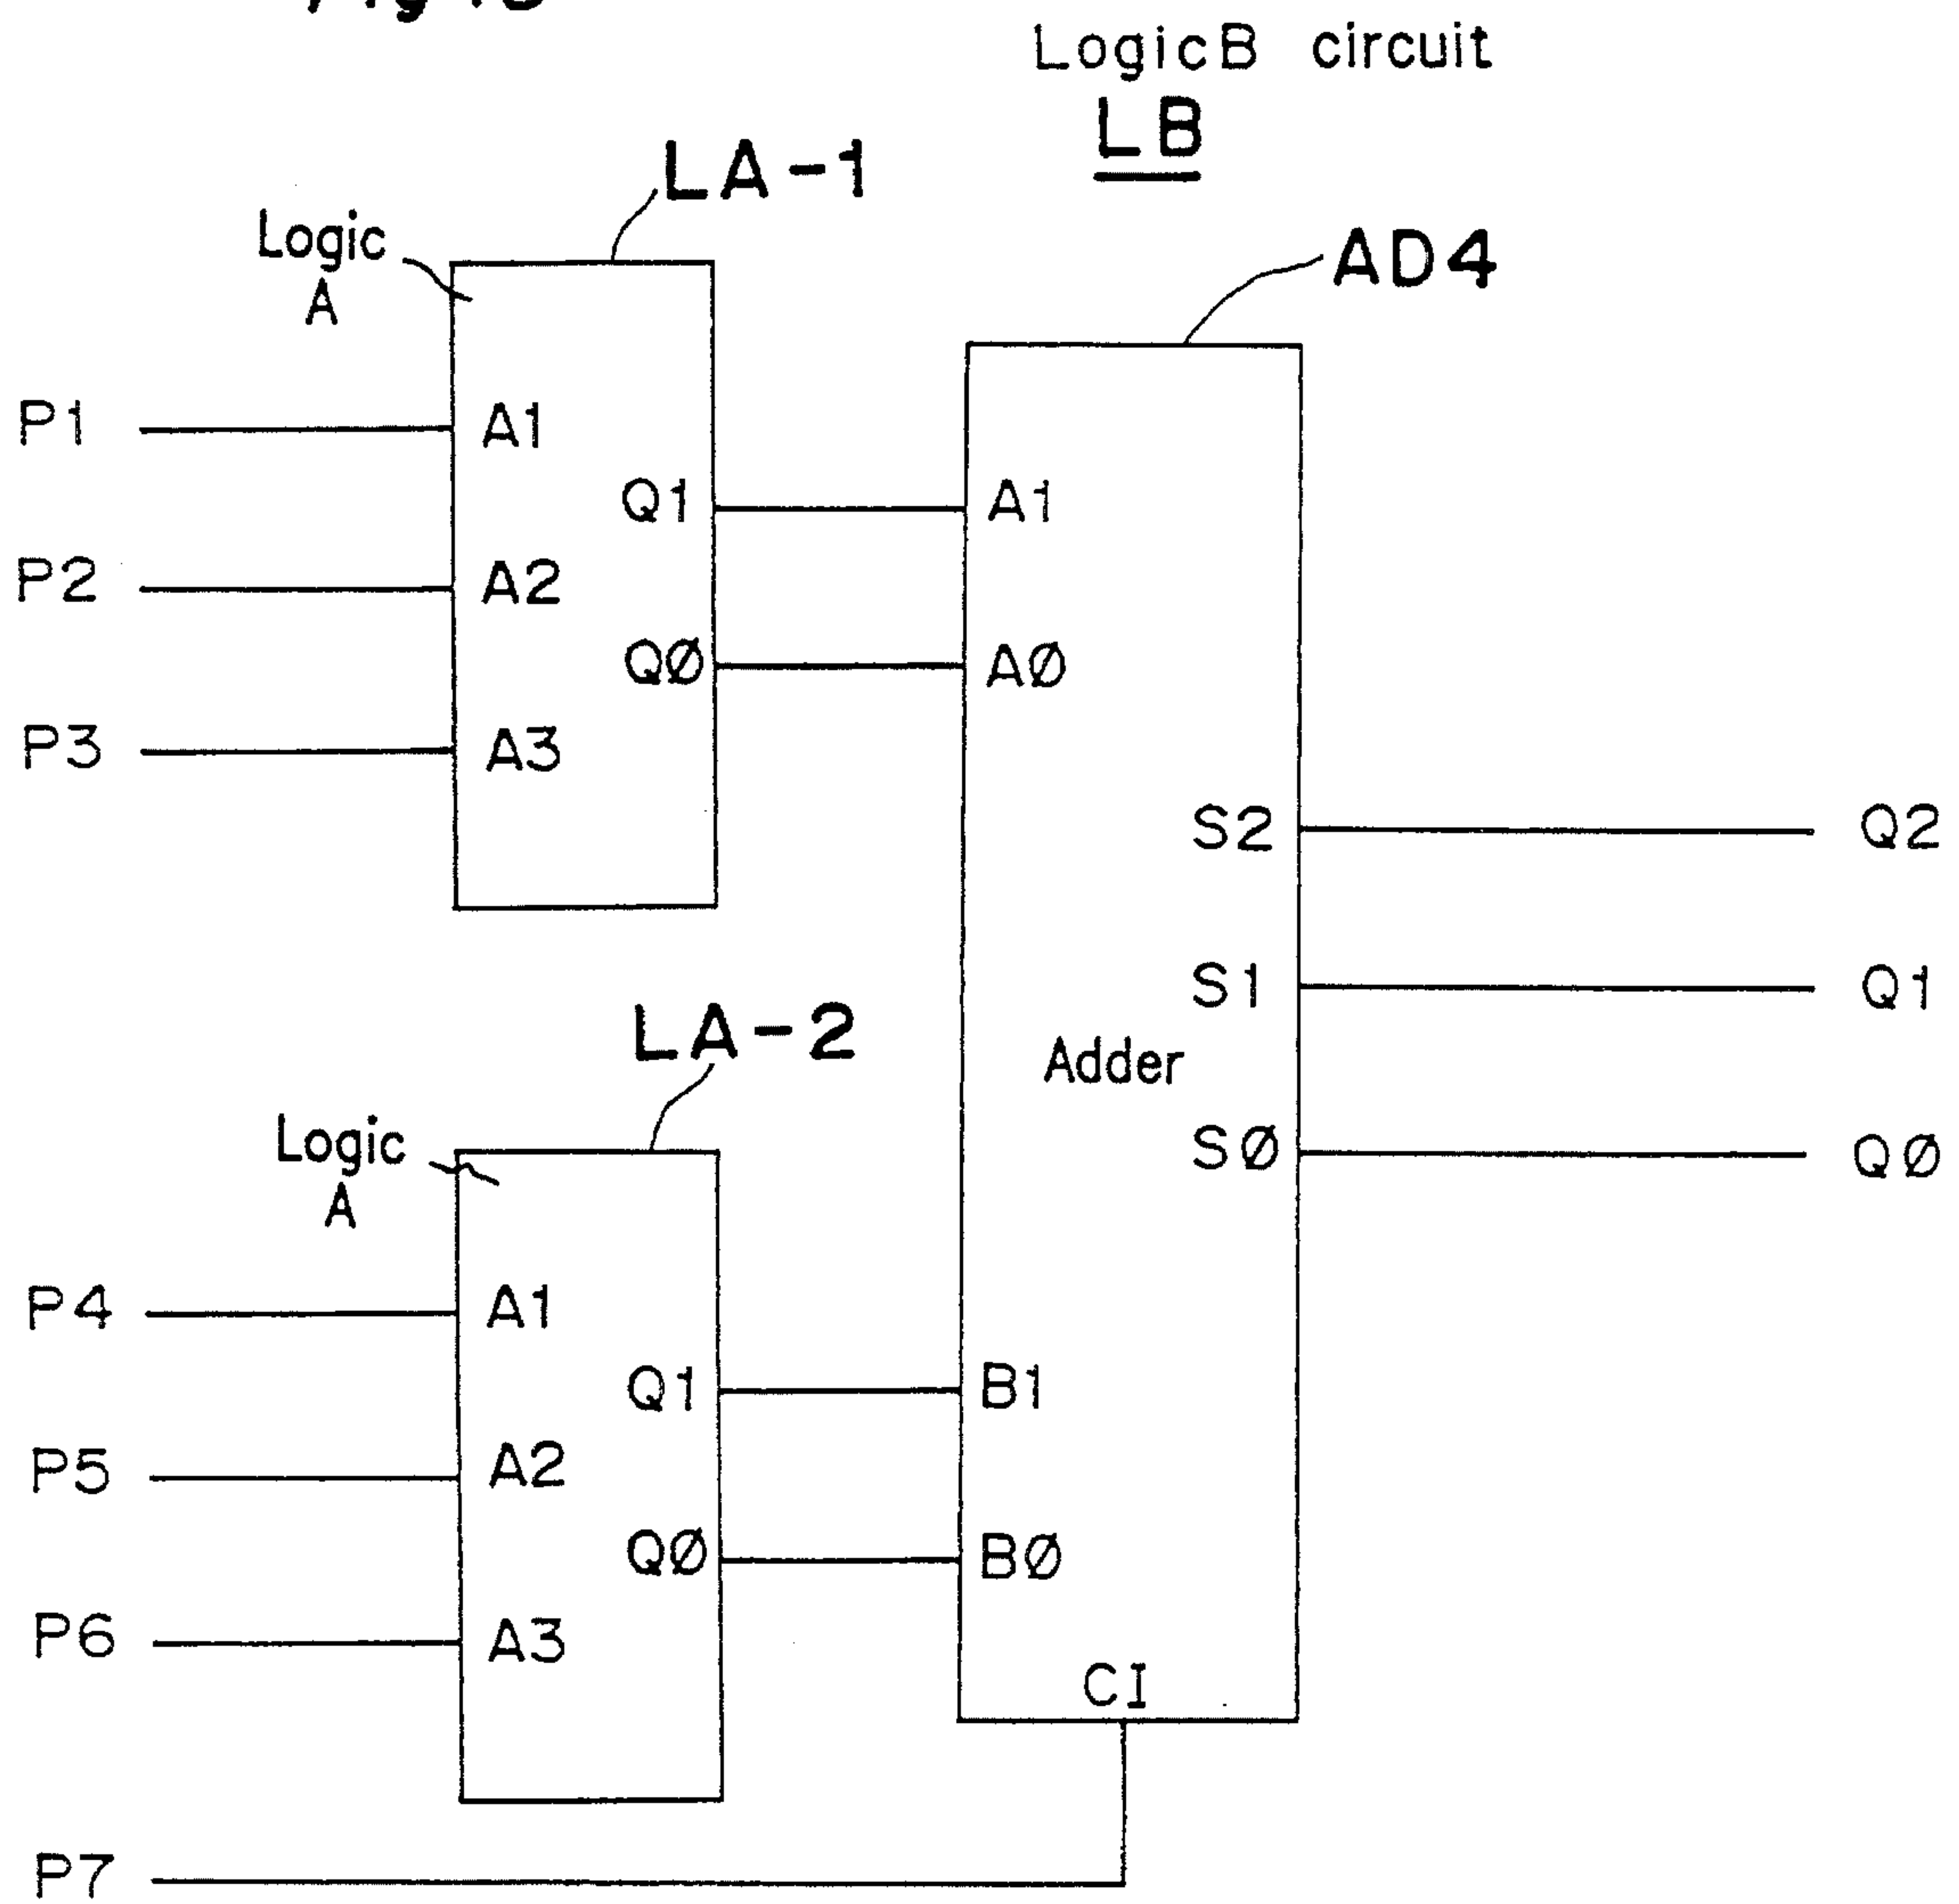 LogicB circuit
LB
LA-1
Logic
A
AD4
P1
A1
Q1
A1
P2
A2
QØ
AØ
P3
A3
S2
Q2
S1
Q1
LA-2
Adder
Logic
A
SØ
QØ
P4
A1
Q1
B1
P5
A2
QØ
BØ
P6
A3
CI
P7